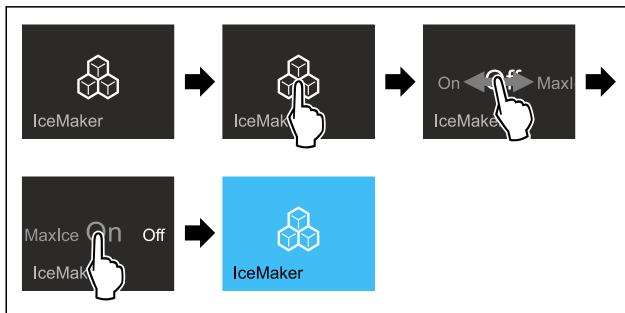 IceMaker
IceMak
On Off MaxI
IceMake
MaxIce On Off
IceMak
IceMaker